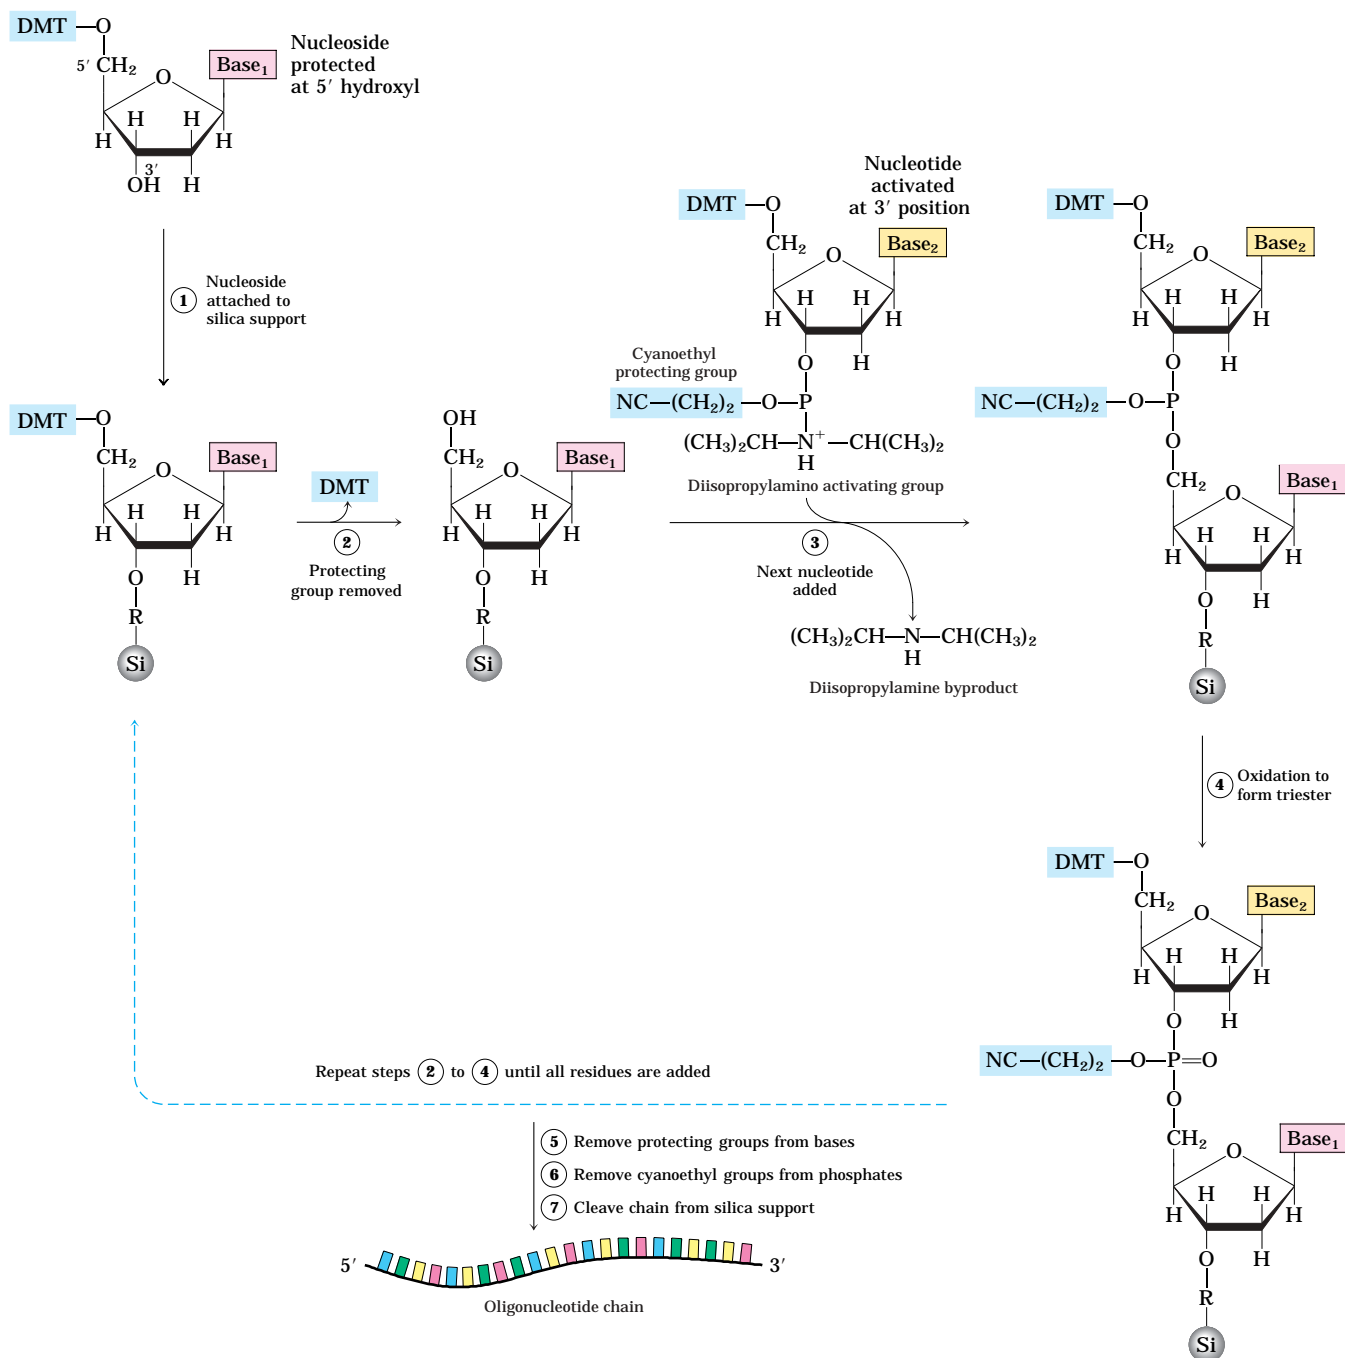 DMT—O
5′ CH₂
O
Base₁
Nucleoside
protected
at 5′ hydroxyl
H
H
H
H
3′
OH
H
1 Nucleoside
attached to
silica support
DMT—O
CH₂
O
Base₁
H
H
H
H
O
H
R
Si
DMT
2
Protecting
group removed
OH
CH₂
O
Base₁
H
H
H
H
O
H
R
Si
Nucleotide
activated
at 3′ position
DMT—O
CH₂
O
Base₂
H
H
H
H
O
H
Cyanoethyl
protecting group
NC—(CH₂)₂—O—P
(CH₃)₂CH—N⁺—CH(CH₃)₂
H
Diisopropylamino activating group
3
Next nucleotide
added
(CH₃)₂CH—N—CH(CH₃)₂
H
Diisopropylamine byproduct
DMT—O
CH₂
O
Base₂
H
H
H
H
O
H
NC—(CH₂)₂—O—P
O
CH₂
O
Base₁
H
H
H
H
O
H
R
Si
4 Oxidation to
form triester
DMT—O
CH₂
O
Base₂
H
H
H
H
O
H
NC—(CH₂)₂—O—P=O
O
CH₂
O
Base₁
H
H
H
H
O
H
R
Si
Repeat steps 2 to 4 until all residues are added
5 Remove protecting groups from bases
6 Remove cyanoethyl groups from phosphates
7 Cleave chain from silica support
5′ 3′
Oligonucleotide chain